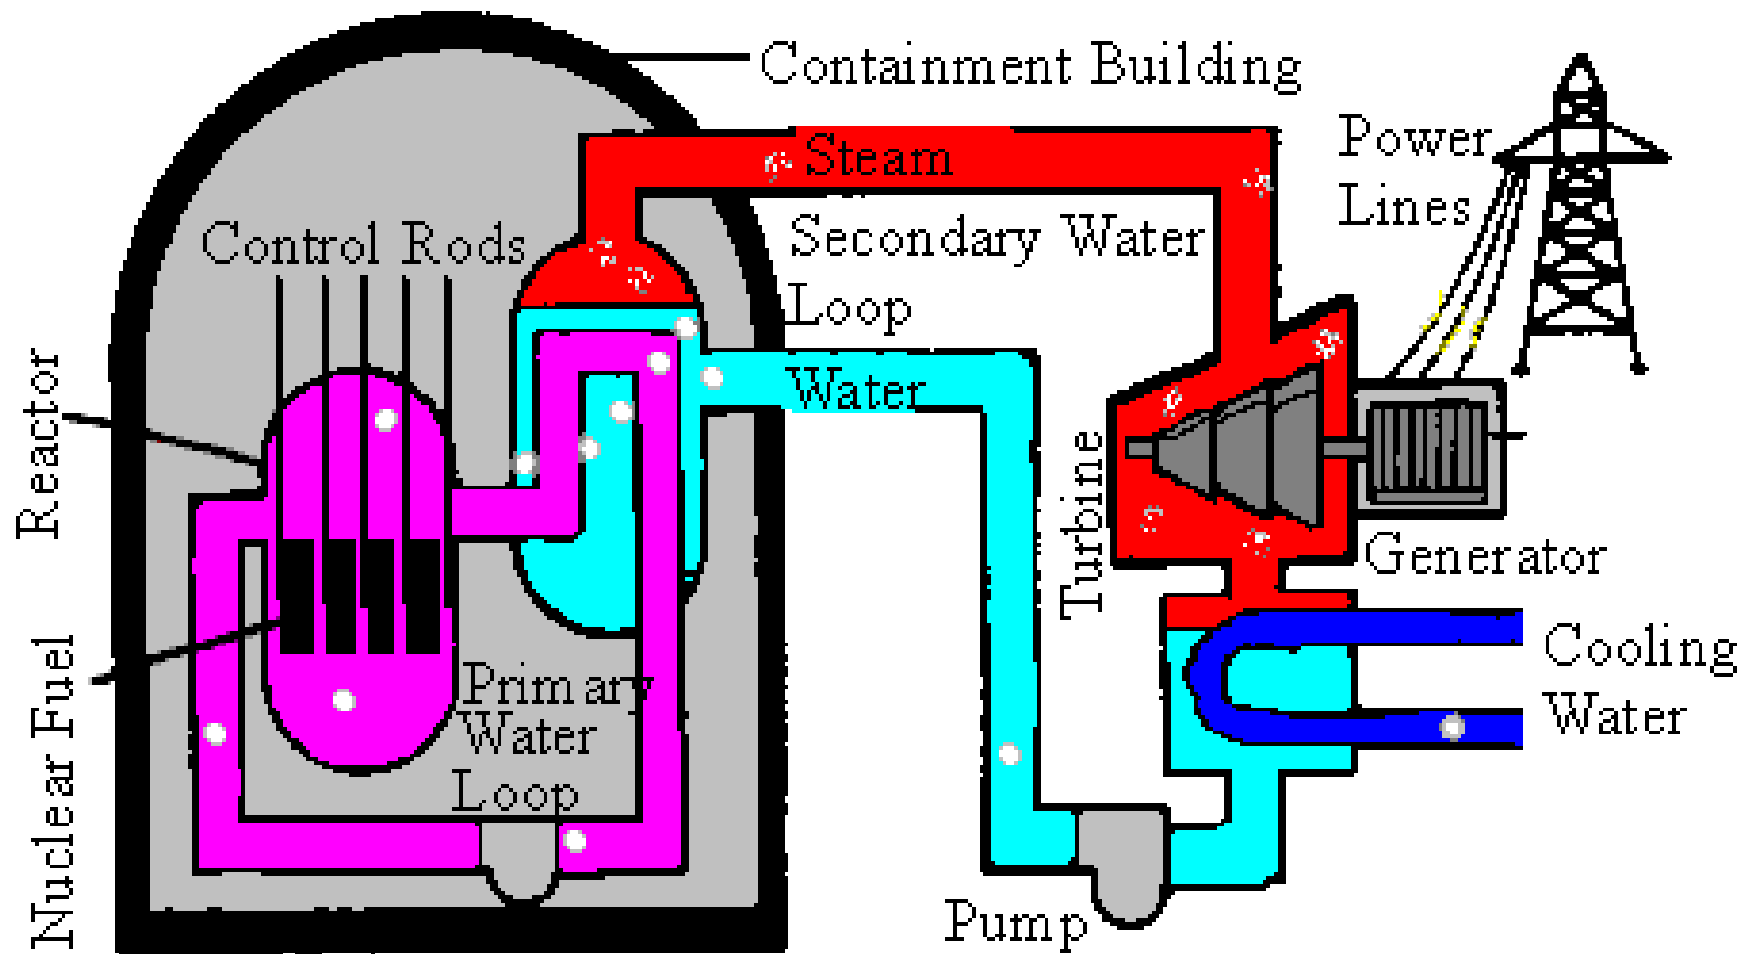 Containment Building
Steam
Power
Lines
Control Rods
Secondary Water
Loop
Water
Reactor
Turbine
Generator
Nuclear Fuel
Primary
Water
Loop
Cooling
Water
Pump